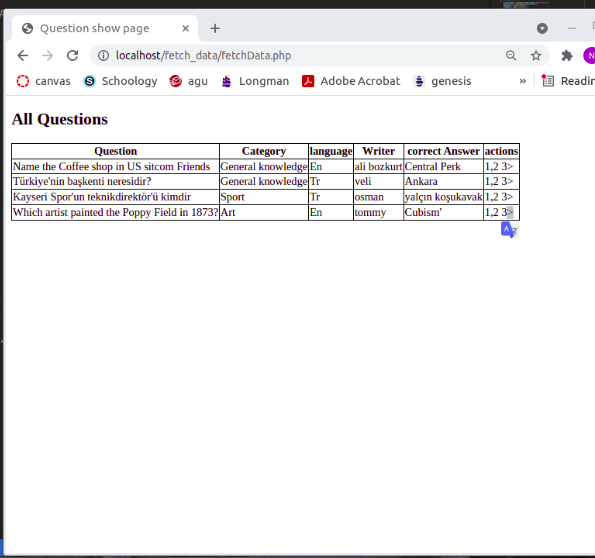 Question show page
localhost/fetch_data/fetchData.php
canvas Schoology agu Longman Adobe Acrobat genesis » Readin
All Questions
Question Category language Writer correct Answer actions
Name the Coffee shop in US sitcom Friends General knowledge En ali bozkurt Central Perk 1,2 3>
Türkiye'nin başkenti neresidir? General knowledge Tr veli Ankara 1,2 3>
Kayseri Spor'un teknikdirektör'ü kimdir Sport Tr osman yalçın koşukavak 1,2 3>
Which artist painted the Poppy Field in 1873? Art En tommy Cubism' 1,2 3>